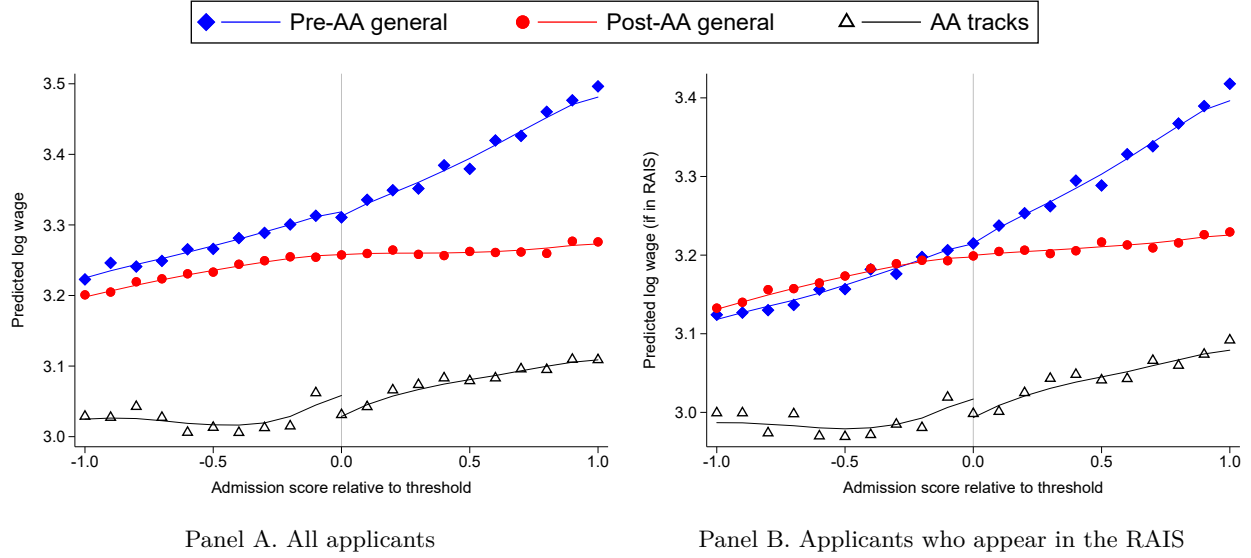 Pre-AA general Post-AA general AA tracks
Predicted log wage
3.5
3.4
3.3
3.2
3.1
3.0
-1.0 -0.5 0.0 0.5 1.0
Admission score relative to threshold
Panel A. All applicants
Predicted log wage (if in RAIS)
3.4
3.3
3.2
3.1
3.0
-1.0 -0.5 0.0 0.5 1.0
Admission score relative to threshold
Panel B. Applicants who appear in the RAIS